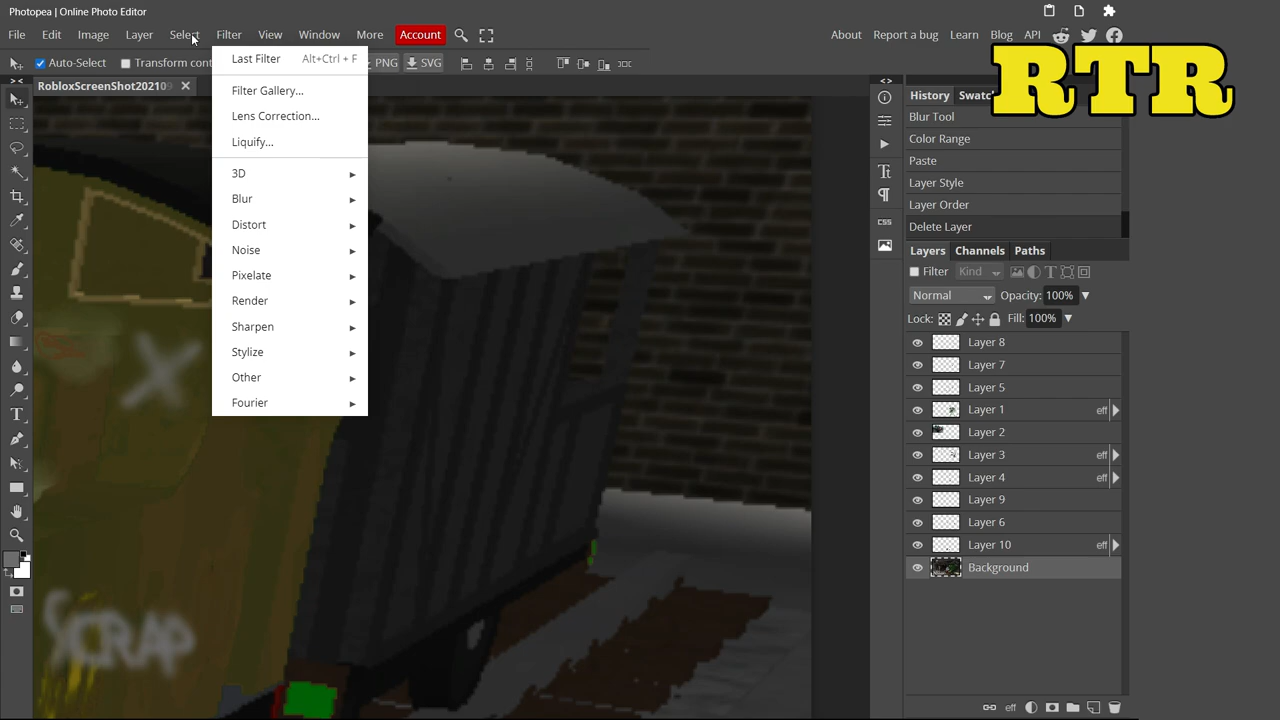 Photopea | Online Photo Editor
File Edit Image Layer Select Filter View Window More Account
About Report a bug Learn Blog API
Auto-Select Transform cont PNG SVG
RTR
RobloxScreenShot202109
Last Filter Alt+Ctrl + F
Filter Gallery...
Lens Correction...
Liquify...
3D
Blur
Distort
Noise
Pixelate
Render
Sharpen
Stylize
Other
Fourier
X
SCRAP
History Swatc
Blur Tool
Color Range
Paste
Layer Style
Layer Order
Delete Layer
CSS
Layers Channels Paths
Filter Kind
Normal Opacity: 100%
Lock: Fill: 100%
Layer 8
Layer 7
Layer 5
Layer 1 eff
Layer 2
Layer 3 eff
Layer 4 eff
Layer 9
Layer 6
Layer 10 eff
Background
eff